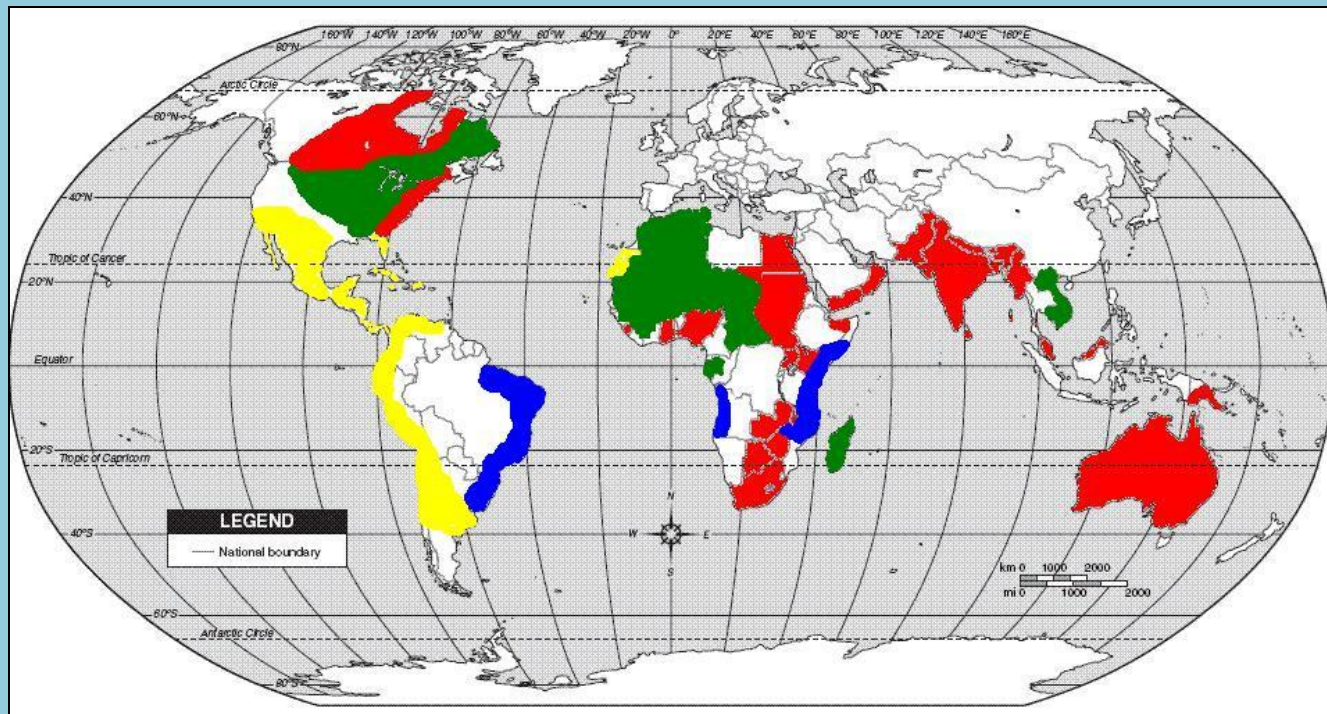 160°W 140°W 120°W 100°W 80°W 60°W 40°W 20°W 0° 20°E 40°E 60°E 80°E 100°E 120°E 140°E 160°E
80°N
Arctic Circle
60°N
40°N
Tropic of Cancer
20°N
Equator
20°S
Tropic of Capricorn
LEGEND
National boundary
40°S
N
W E
S
km 0 1000 2000
mi 0 1000 2000
60°S
Antarctic Circle
80°S